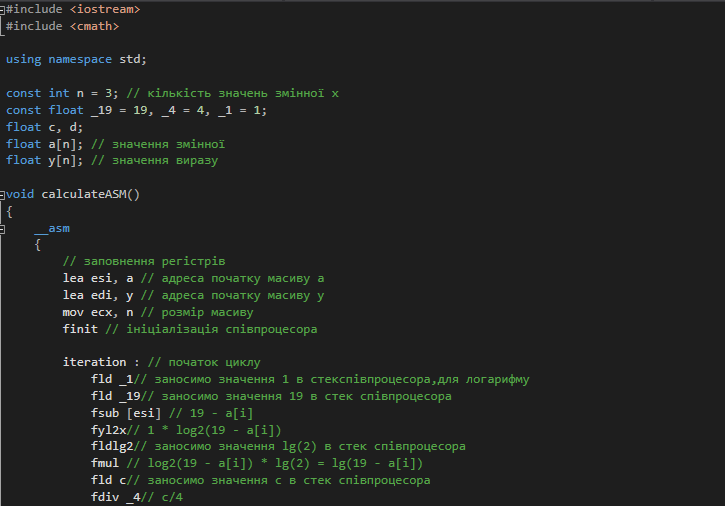 #include <iostream>
#include <cmath>
using namespace std;
const int n = 3; // кількість значень змінної x
const float _19 = 19, _4 = 4, _1 = 1;
float c, d;
float a[n]; // значення змінної
float y[n]; // значення виразу
void calculateASM()
{
__asm
{
// заповнення регістрів
lea esi, a // адреса початку масиву a
lea edi, y // адреса початку масиву y
mov ecx, n // розмір масиву
finit // ініціалізація співпроцесора
iteration : // початок циклу
fld _1// заносимо значення 1 в стекспівпроцесора,для логарифму
fld _19// заносимо значення 19 в стек співпроцесора
fsub [esi] // 19 - a[i]
fyl2x// 1 * log2(19 - a[i])
fldlg2// заносимо значення lg(2) в стек співпроцесора
fmul // log2(19 - a[i]) * lg(2) = lg(19 - a[i])
fld c// заносимо значення c в стек співпроцесора
fdiv _4// c/4